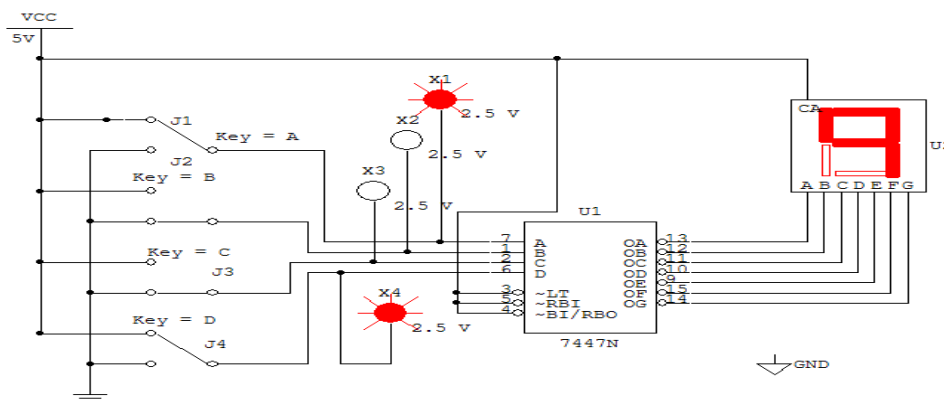 VCC
5V
X1
2.5 V
X2
2.5 V
X3
2.5 V
J1
Key = A
J2
Key = B
Key = C
J3
Key = D
J4
X4
2.5 V
CA
A B C D E F G
U1
7 A OA 13
1 B OB 12
2 C OC 11
6 D OD 10
OE 9
3 ~LT OF 15
5 ~RBI OG 14
4 ~BI/RBO
7447N
GND